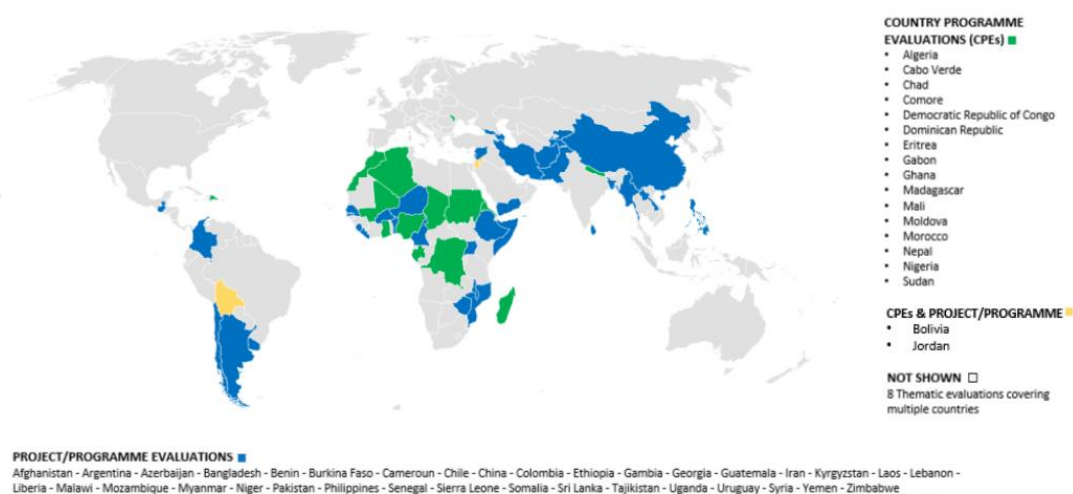 COUNTRY PROGRAMME
EVALUATIONS (CPEs)
• Algeria
• Cabo Verde
• Chad
• Comore
• Democratic Republic of Congo
• Dominican Republic
• Eritrea
• Gabon
• Ghana
• Madagascar
• Mali
• Moldova
• Morocco
• Nepal
• Nigeria
• Sudan
CPEs & PROJECT/PROGRAMME
• Bolivia
• Jordan
NOT SHOWN
8 Thematic evaluations covering
multiple countries
PROJECT/PROGRAMME EVALUATIONS
Afghanistan - Argentina - Azerbaijan - Bangladesh - Benin - Burkina Faso - Cameroun - Chile - China - Colombia - Ethiopia - Gambia - Georgia - Guatemala - Iran - Kyrgyzstan - Laos - Lebanon -
Liberia - Malawi - Mozambique - Myanmar - Niger - Pakistan - Philippines - Senegal - Sierra Leone - Somalia - Sri Lanka - Tajikistan - Uganda - Uruguay - Syria - Yemen - Zimbabwe